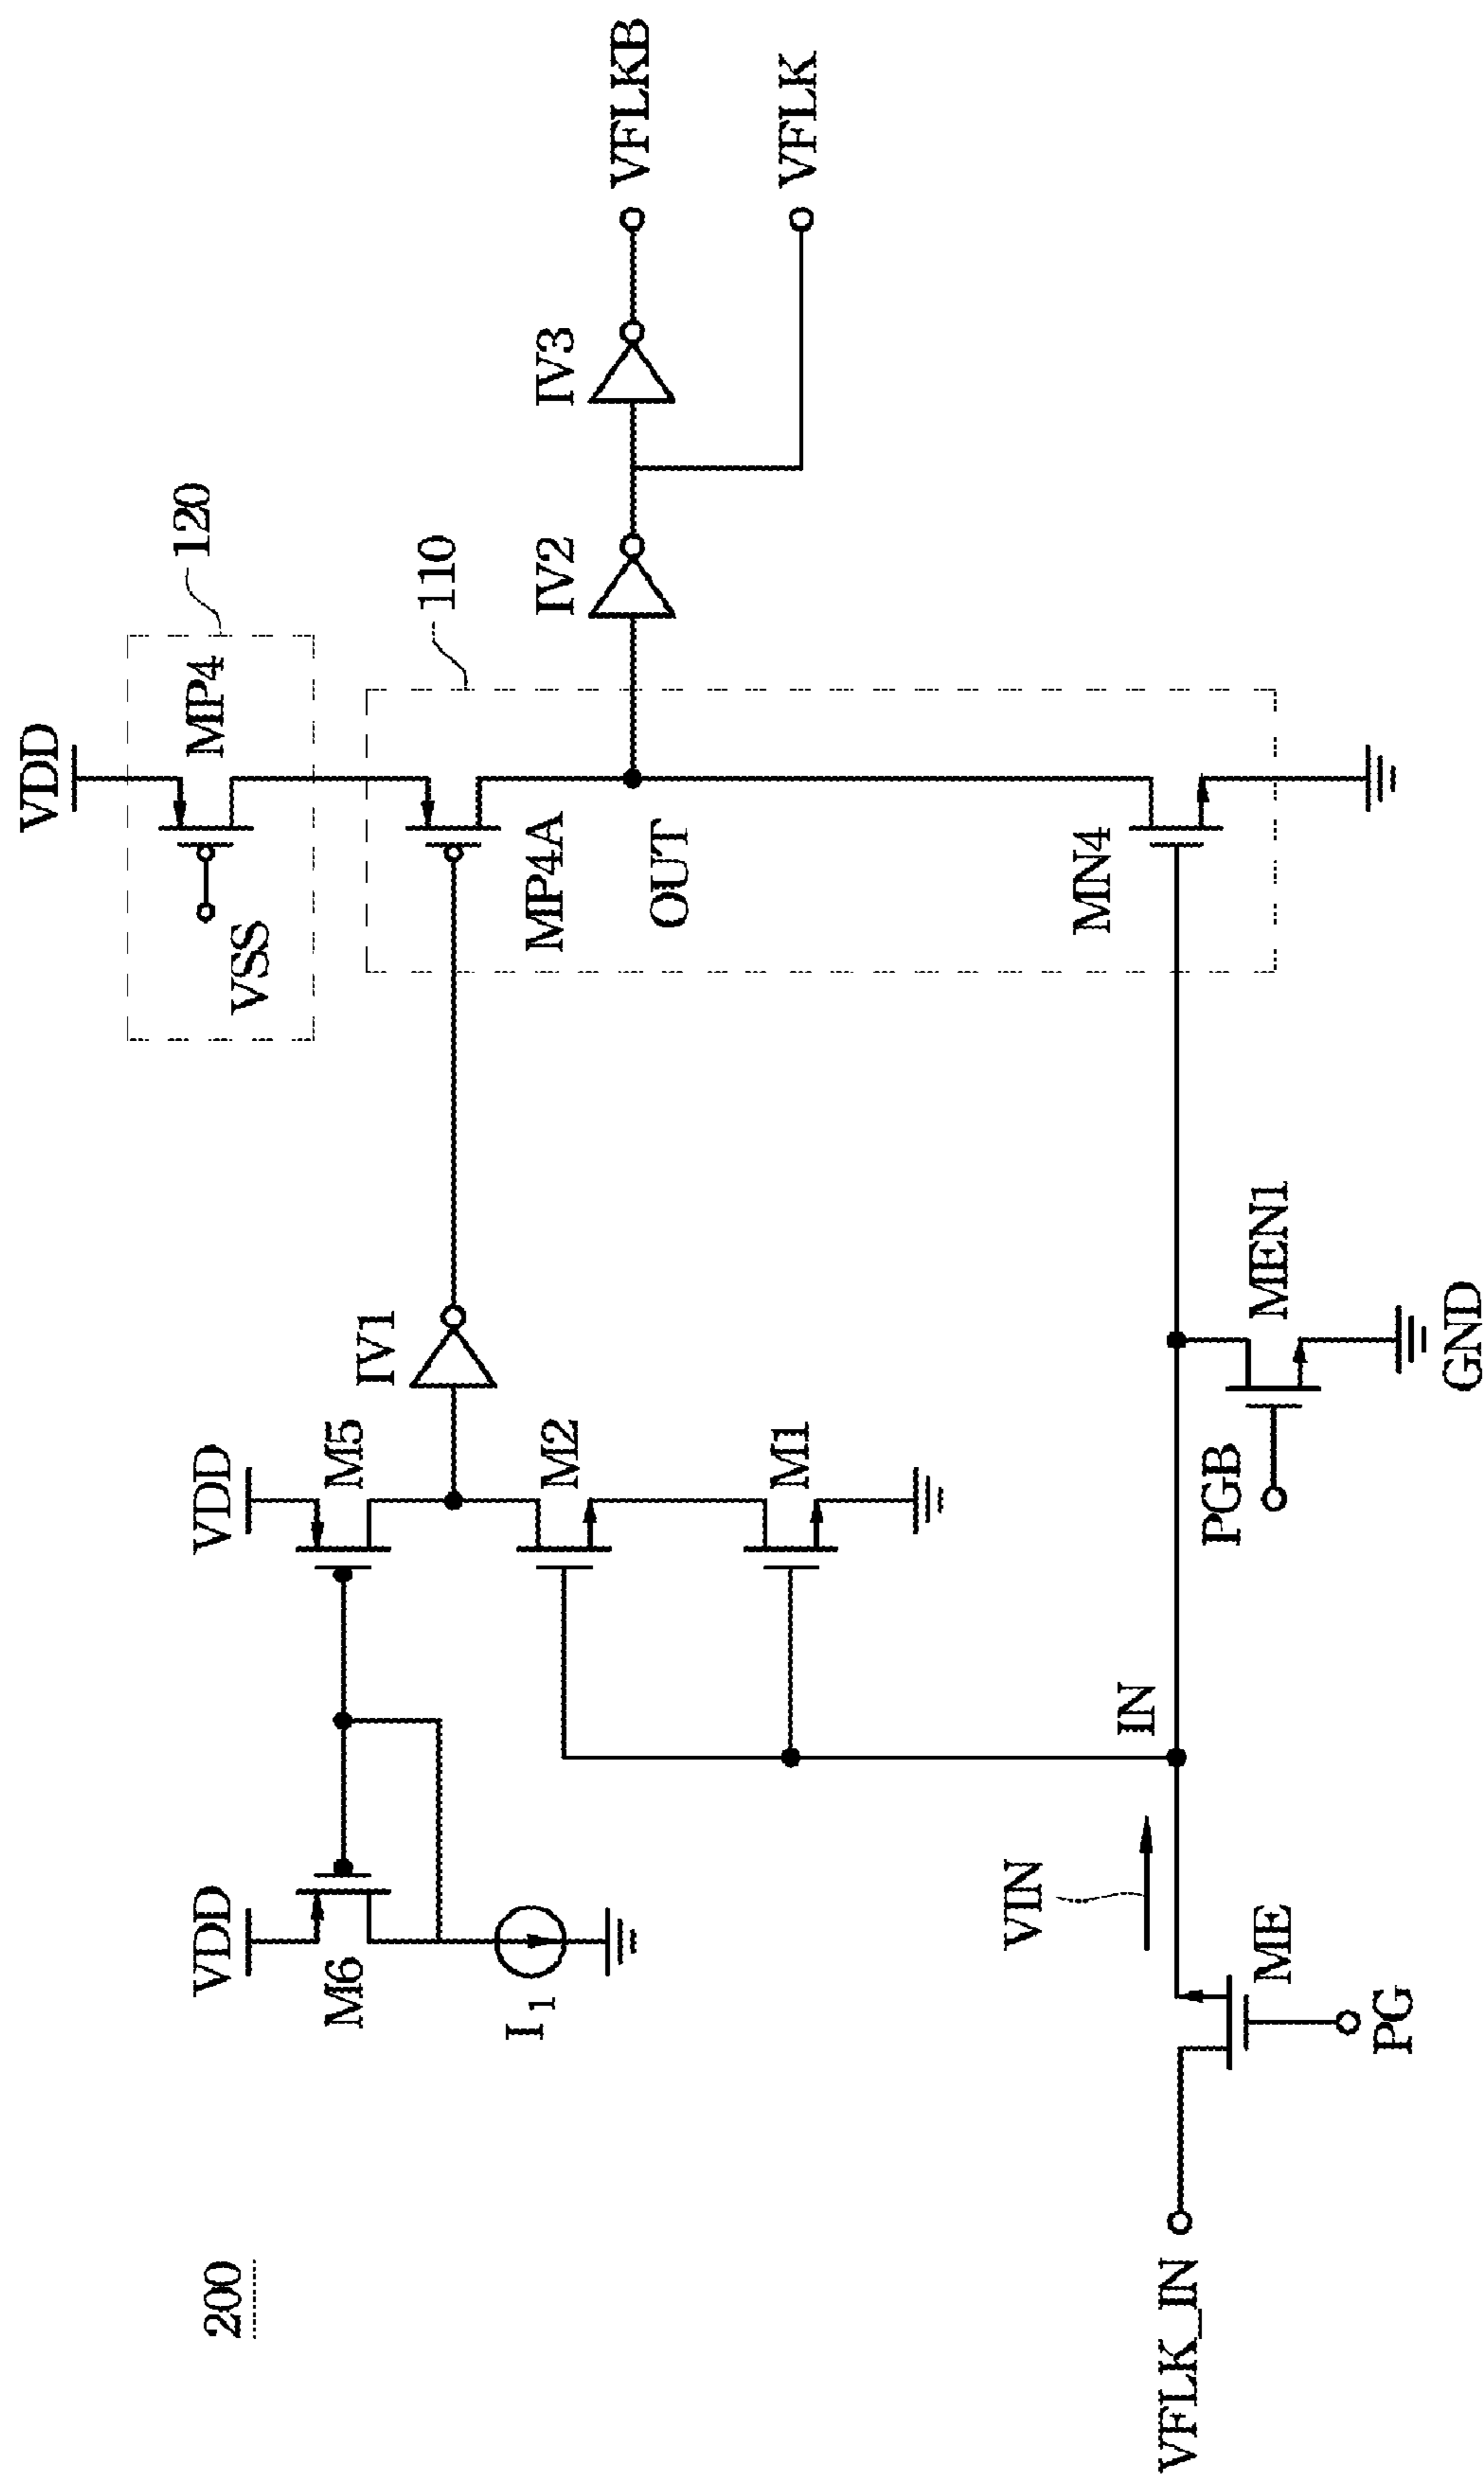 200
VDD
MP4
120
VSS
VDD
M6
I1
VDD
M5
IV1
M2
M1
MP4A
110
OUT
IV2
IV3
VFLKB
VFLK
MN4
VIN
IN
VFLK_IN
ME
PG
PGB
MEN1
GND